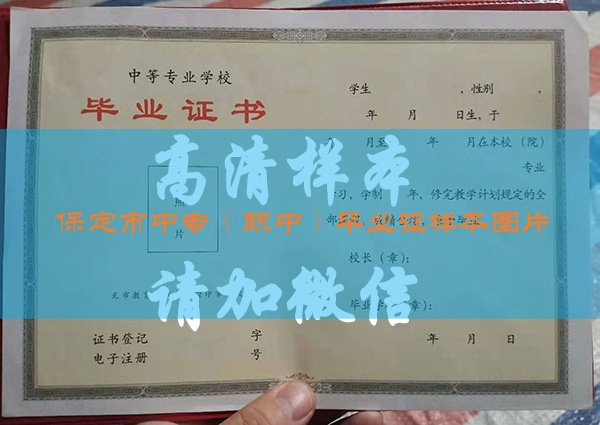 中等专业学校
毕业证书
学生 ，性别 ，
年 月 日生，于
年 月至 年 月在本校（院）
专业
学习，学制 年，修完教学计划规定的全
高清样本
照
片
保定市中专（职中）毕业证样本图片
校长（章）：
请加微信
证书登记 字
电子注册 号
年 月 日